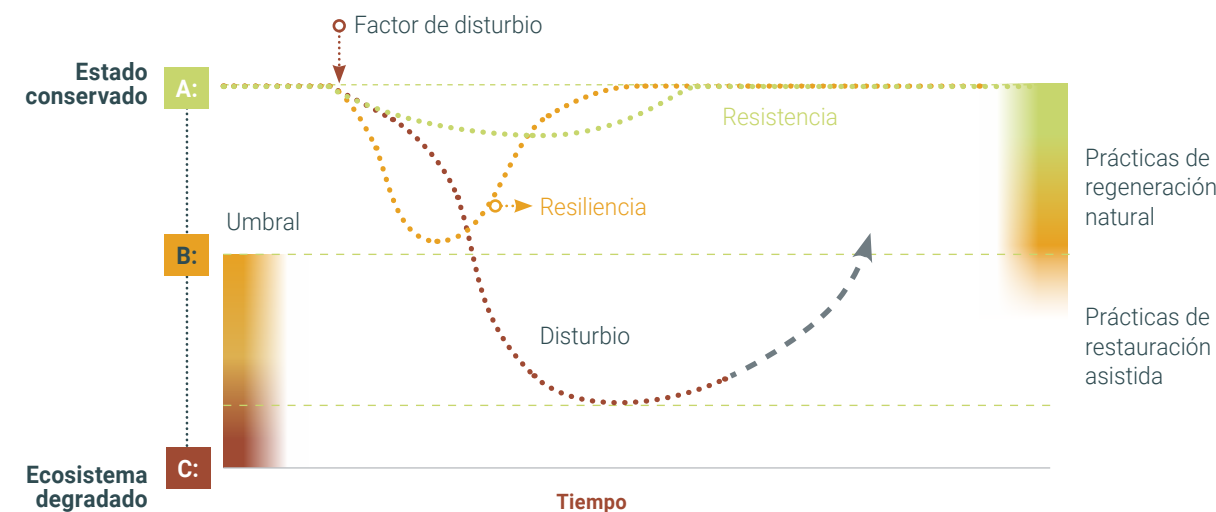 Factor de disturbio
Estado
conservado
A:
Resistencia
Prácticas de
regeneración
natural
Resiliencia
Umbral
B:
Disturbio
Prácticas de
restauración
asistida
C:
Ecosistema
degradado
Tiempo